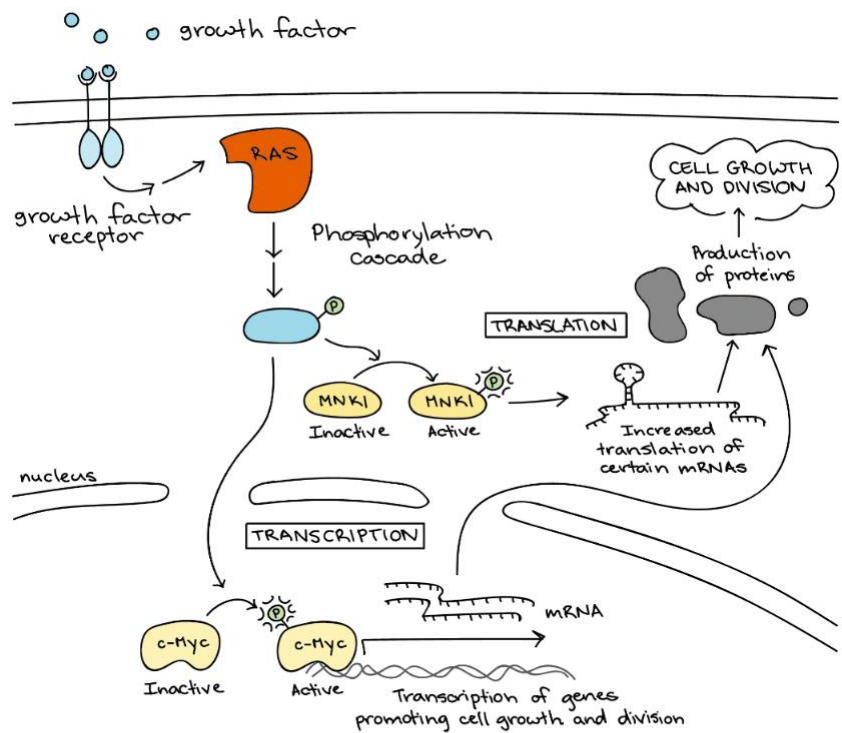 growth factor
RAS
CELL GROWTH
AND DIVISION
growth factor
receptor
Phosphorylation
cascade
Production
of proteins
P
TRANSLATION
MNK1
MNK1
P
Inactive
Active
Increased
translation of
certain mRNAs
nucleus
TRANSCRIPTION
P
mRNA
c-Myc
c-Myc
Inactive
Active
Transcription of genes
promoting cell growth and division